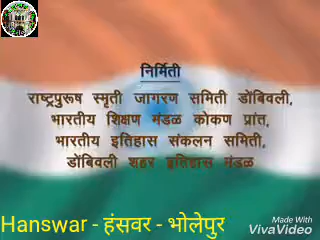 निर्मिती
राष्ट्रपुरूष स्मृती जागरण समिती डोंबिवली,
भारतीय शिक्षण मंडळ कोकण प्रांत,
भारतीय इतिहास संकलन समिती,
डोंबिवली शहर इतिहास मंडळ
Hanswar - हंसवर - भोलेपुर
Made With
VivaVideo